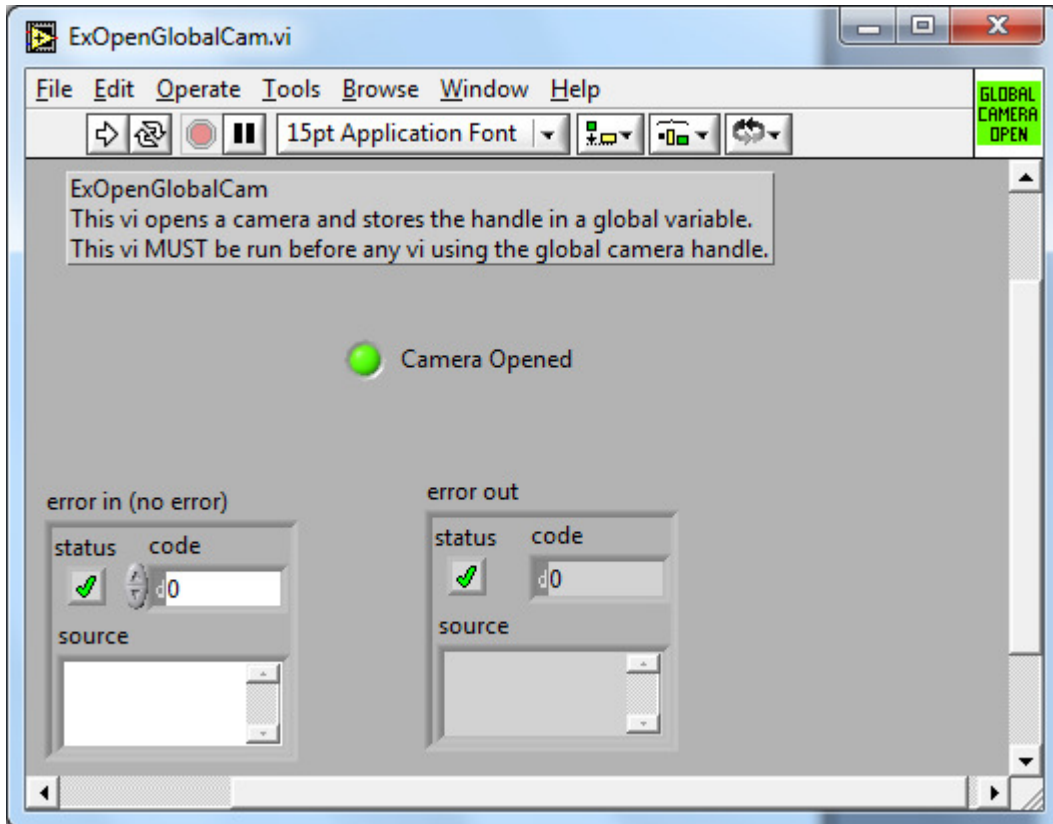 ExOpenGlobalCam.vi
File Edit Operate Tools Browse Window Help
GLOBAL
CAMERA
OPEN
15pt Application Font
ExOpenGlobalCam
This vi opens a camera and stores the handle in a global variable.
This vi MUST be run before any vi using the global camera handle.
Camera Opened
error in (no error)
status code
d0
source
error out
status code
d0
source